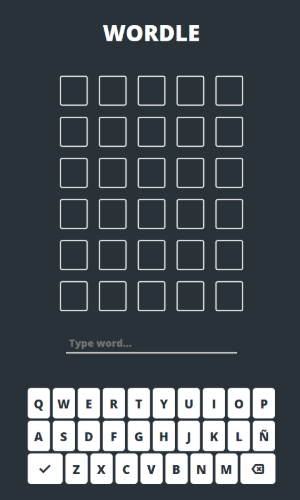 WORDLE
Type word...
Q W E R T Y U I O P
A S D F G H J K L Ñ
Z X C V B N M